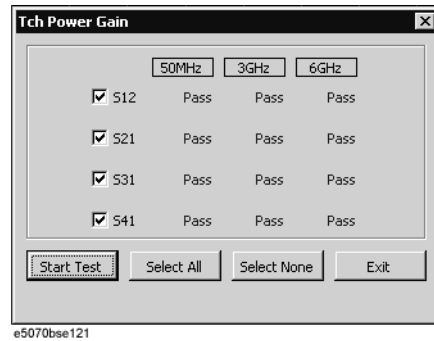 Tch Power Gain
50MHz 3GHz 6GHz
S12 Pass Pass Pass
S21 Pass Pass Pass
S31 Pass Pass Pass
S41 Pass Pass Pass
Start Test Select All Select None Exit
e5070bse121